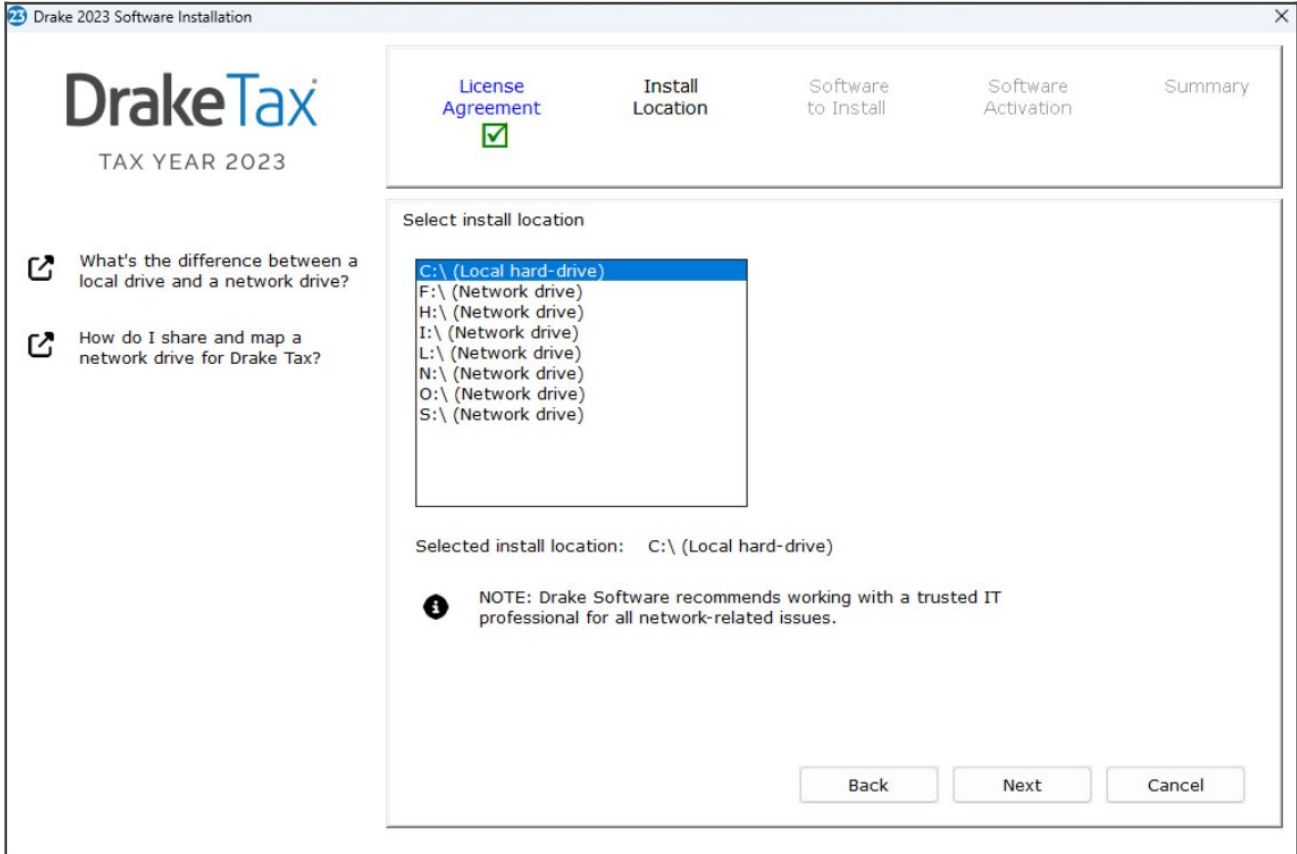 23 Drake 2023 Software Installation
DrakeTax
TAX YEAR 2023
License
Agreement
Install
Location
Software
to Install
Software
Activation
Summary
What's the difference between a
local drive and a network drive?
How do I share and map a
network drive for Drake Tax?
Select install location
C:\ (Local hard-drive)
F:\ (Network drive)
H:\ (Network drive)
I:\ (Network drive)
L:\ (Network drive)
N:\ (Network drive)
O:\ (Network drive)
S:\ (Network drive)
Selected install location: C:\ (Local hard-drive)
NOTE: Drake Software recommends working with a trusted IT
professional for all network-related issues.
Back
Next
Cancel